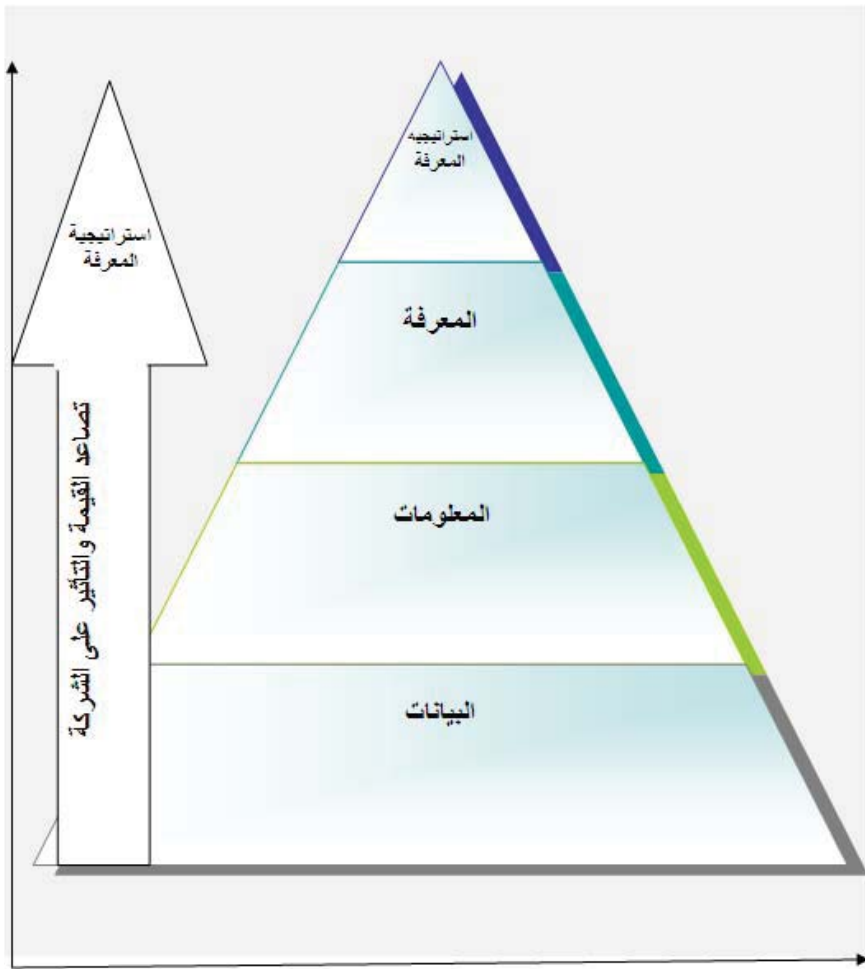 استراتيجيه
المعرفة
استراتيجية
المعرفة
المعرفة
المعلومات
البيانات
تصاعد القيمة والتأثير على الشركة